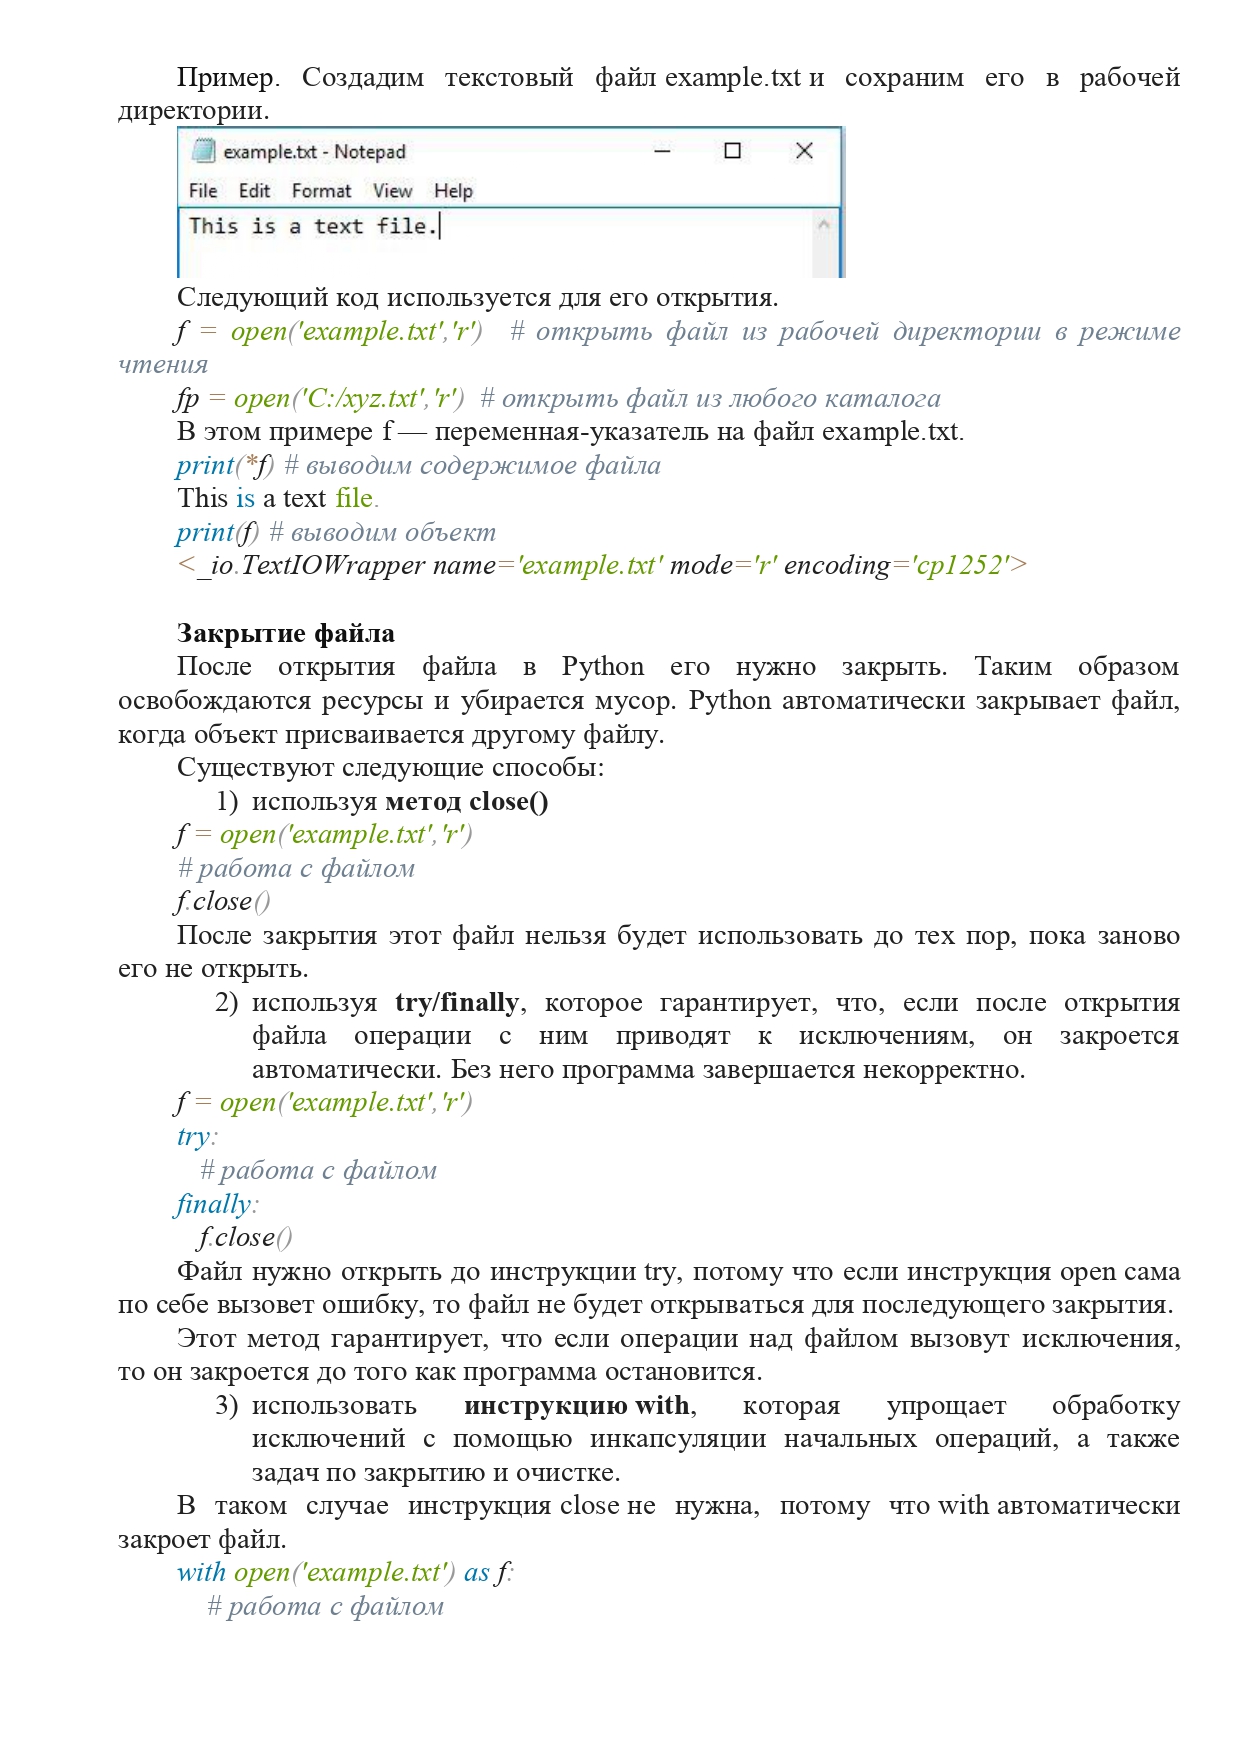 Пример. Создадим текстовый файл example.txt и сохраним его в рабочей
директории.
example.txt - Notepad
File Edit Format View Help
This is a text file.
Следующий код используется для его открытия.
f = open('example.txt','r') # открыть файл из рабочей директории в режиме
чтения
fp = open('C:/xyz.txt','r') # открыть файл из любого каталога
В этом примере f — переменная-указатель на файл example.txt.
print(*f) # выводим содержимое файла
This is a text file.
print(f) # выводим объект
<_io.TextIOWrapper name='example.txt' mode='r' encoding='cp1252'>
Закрытие файла
После открытия файла в Python его нужно закрыть. Таким образом
освобождаются ресурсы и убирается мусор. Python автоматически закрывает файл,
когда объект присваивается другому файлу.
Существуют следующие способы:
1) используя метод close()
f = open('example.txt','r')
# работа с файлом
f.close()
После закрытия этот файл нельзя будет использовать до тех пор, пока заново
его не открыть.
2) используя try/finally, которое гарантирует, что, если после открытия
файла операции с ним приводят к исключениям, он закроется
автоматически. Без него программа завершается некорректно.
f = open('example.txt','r')
try:
# работа с файлом
finally:
f.close()
Файл нужно открыть до инструкции try, потому что если инструкция open сама
по себе вызовет ошибку, то файл не будет открываться для последующего закрытия.
Этот метод гарантирует, что если операции над файлом вызовут исключения,
то он закроется до того как программа остановится.
3) использовать инструкцию with, которая упрощает обработку
исключений с помощью инкапсуляции начальных операций, а также
задач по закрытию и очистке.
В таком случае инструкция close не нужна, потому что with автоматически
закроет файл.
with open('example.txt') as f:
# работа с файлом